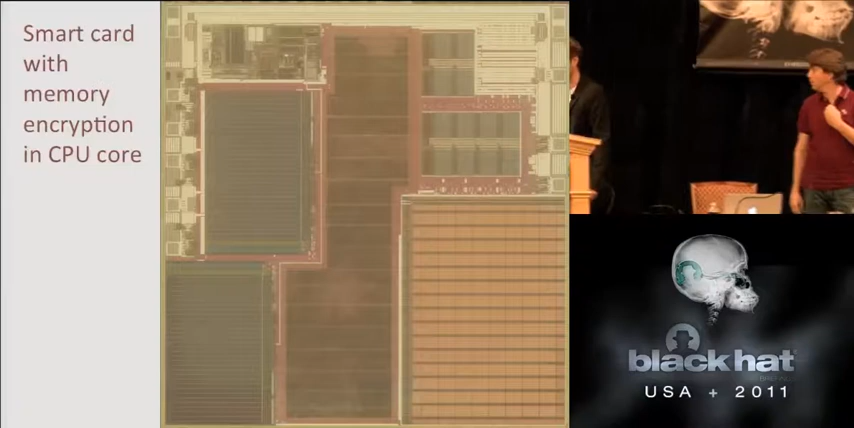 Smart card
with
memory
encryption
in CPU core
black hat
USA + 2011